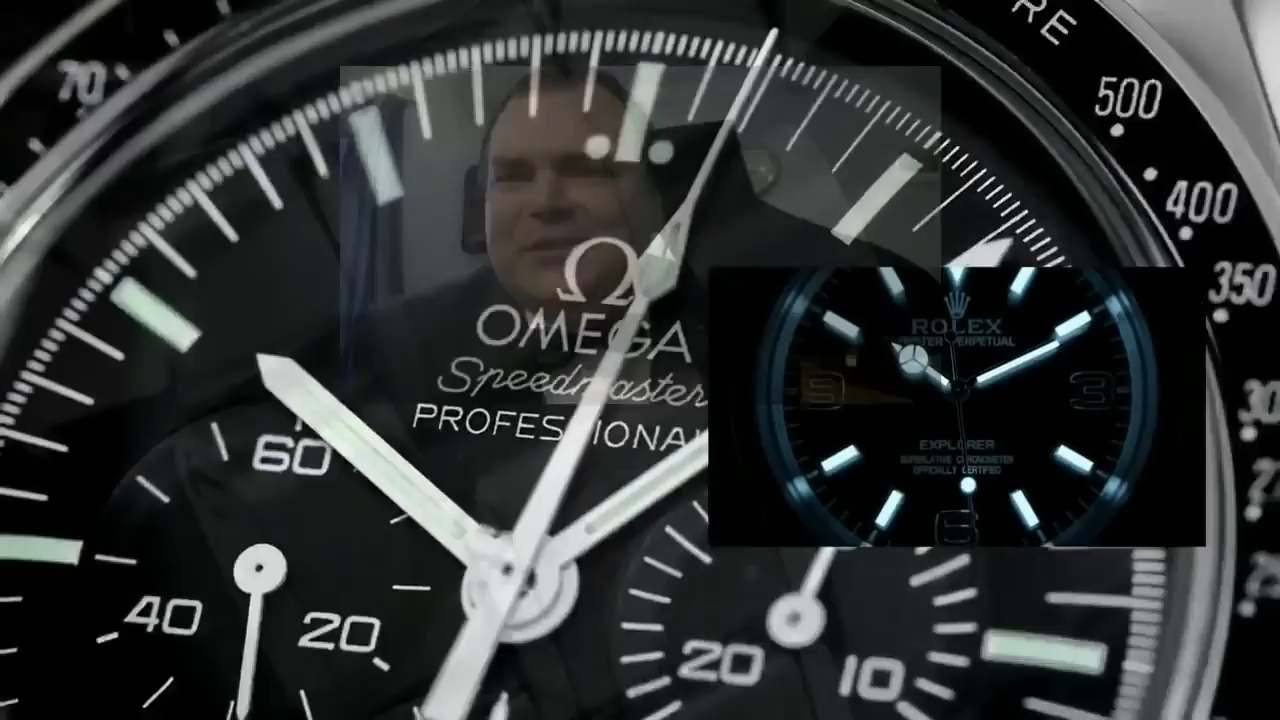 RE
70
500
400
350
Ω
OMEGA
Speedmaster
PROFESSIONAL
60
40
20
20
10
ROLEX
OYSTER PERPETUAL
3
9
EXPLORER
SUPERLATIVE CHRONOMETER
OFFICIALLY CERTIFIED
6